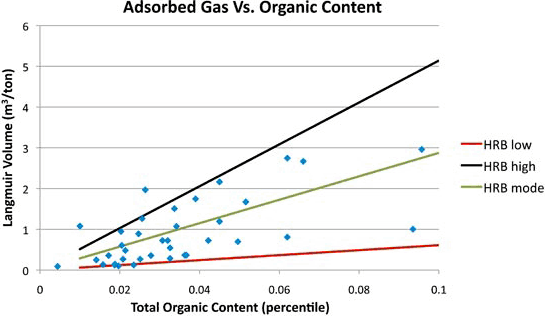 Adsorbed Gas Vs. Organic Content
6
5
4
3
2
1
0
Langmuir Volume (m³/ton)
0 0.02 0.04 0.06 0.08 0.1
Total Organic Content (percentile)
HRB low
HRB high
HRB mode